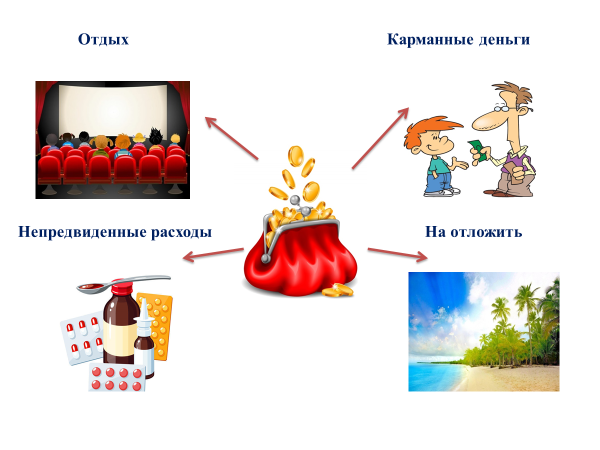 Отдых
Карманные деньги
Непредвиденные расходы
На отложить